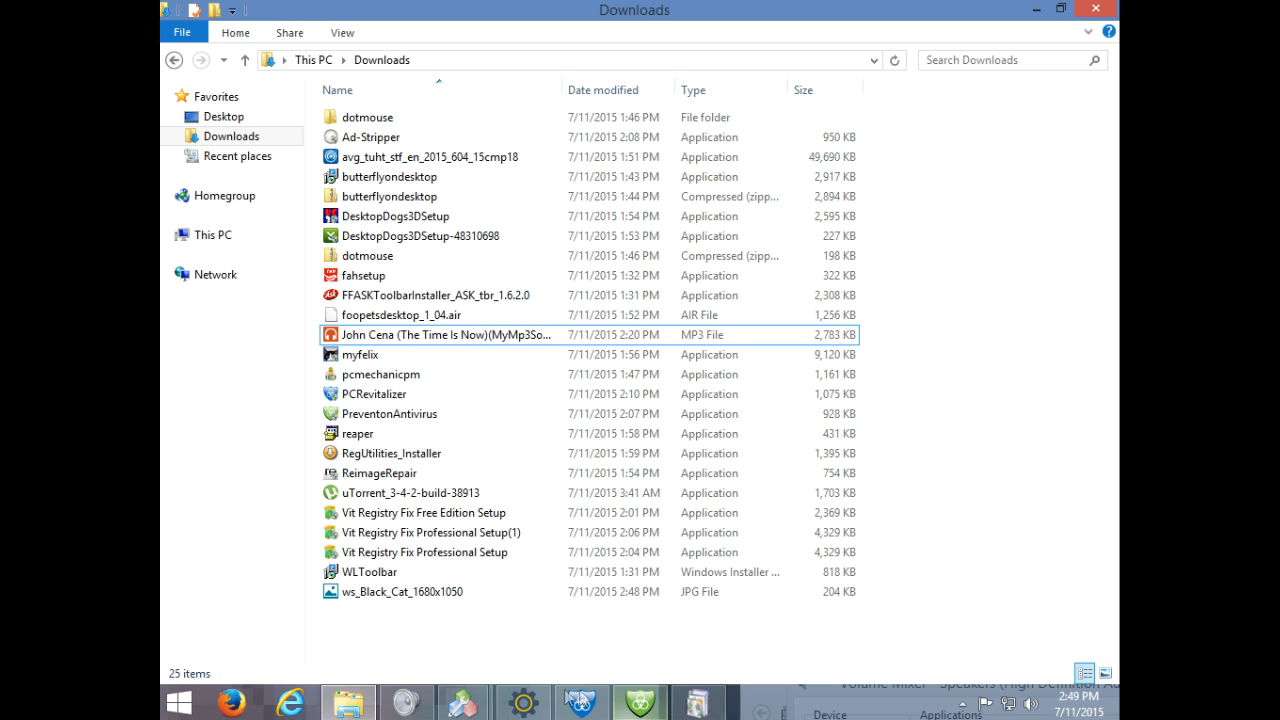 Downloads
File Home Share View
This PC Downloads Search Downloads
Name Date modified Type Size
Favorites
Desktop
Downloads
Recent places
Homegroup
This PC
Network
dotmouse 7/11/2015 1:46 PM File folder
Ad-Stripper 7/11/2015 2:08 PM Application 950 KB
avg_tuht_stf_en_2015_604_15cmp18 7/11/2015 1:51 PM Application 49,690 KB
butterflyondesktop 7/11/2015 1:43 PM Application 2,917 KB
butterflyondesktop 7/11/2015 1:44 PM Compressed (zipp... 2,894 KB
DesktopDogs3DSetup 7/11/2015 1:54 PM Application 2,595 KB
DesktopDogs3DSetup-48310698 7/11/2015 1:53 PM Application 227 KB
dotmouse 7/11/2015 1:46 PM Compressed (zipp... 198 KB
fahsetup 7/11/2015 1:32 PM Application 322 KB
FFASKToolbarInstaller_ASK_tbr_1.6.2.0 7/11/2015 1:31 PM Application 2,308 KB
foopetsdesktop_1_04.air 7/11/2015 1:52 PM AIR File 1,256 KB
John Cena (The Time Is Now)(MyMp3So... 7/11/2015 2:20 PM MP3 File 2,783 KB
myfelix 7/11/2015 1:56 PM Application 9,120 KB
pcmechanicpm 7/11/2015 1:47 PM Application 1,161 KB
PCRevitalizer 7/11/2015 2:10 PM Application 1,075 KB
PreventonAntivirus 7/11/2015 2:07 PM Application 928 KB
reaper 7/11/2015 1:58 PM Application 431 KB
RegUtilities_Installer 7/11/2015 1:59 PM Application 1,395 KB
ReimageRepair 7/11/2015 1:54 PM Application 754 KB
uTorrent_3-4-2-build-38913 7/11/2015 3:41 AM Application 1,703 KB
Vit Registry Fix Free Edition Setup 7/11/2015 2:01 PM Application 2,369 KB
Vit Registry Fix Professional Setup(1) 7/11/2015 2:06 PM Application 4,329 KB
Vit Registry Fix Professional Setup 7/11/2015 2:04 PM Application 4,329 KB
WLToolbar 7/11/2015 1:31 PM Windows Installer ... 818 KB
ws_Black_Cat_1680x1050 7/11/2015 2:48 PM JPG File 204 KB
25 items
Volume Mixer - Speakers (High Definition Au
Device Applications
2:49 PM
7/11/2015